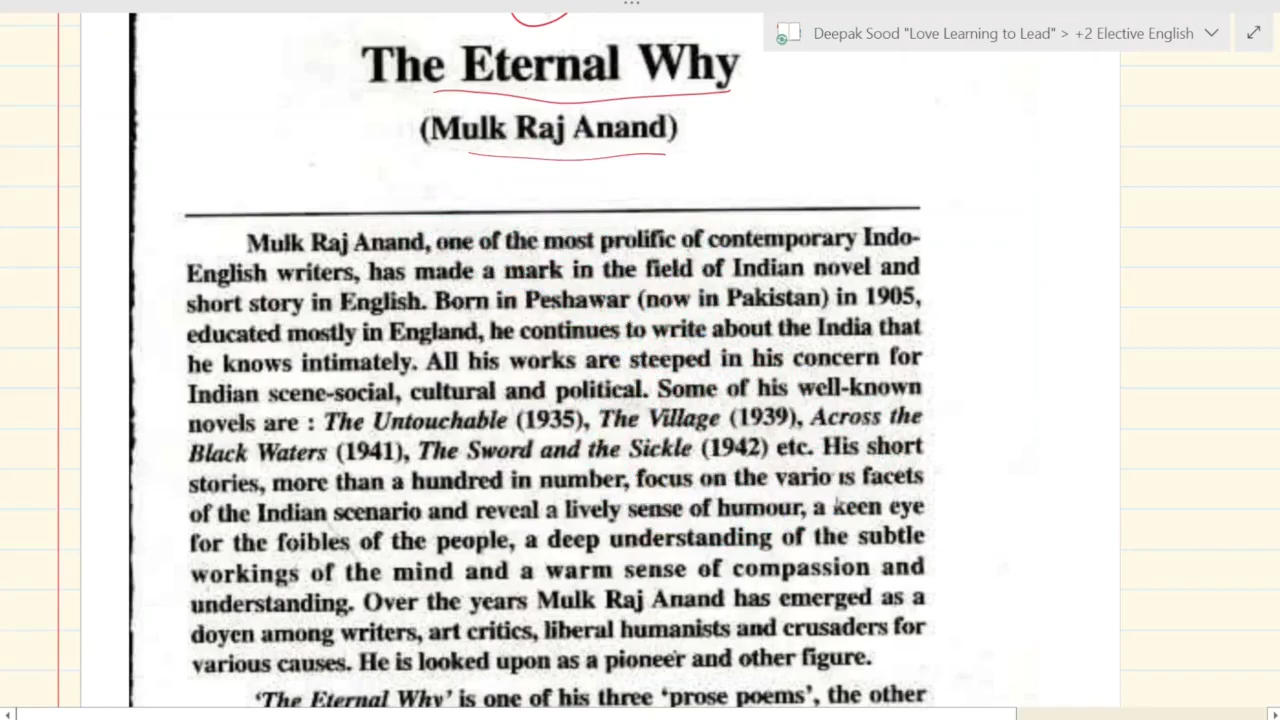 Deepak Sood "Love Learning to Lead" > +2 Elective English
The Eternal Why
(Mulk Raj Anand)
Mulk Raj Anand, one of the most prolific of contemporary Indo-
English writers, has made a mark in the field of Indian novel and
short story in English. Born in Peshawar (now in Pakistan) in 1905,
educated mostly in England, he continues to write about the India that
he knows intimately. All his works are steeped in his concern for
Indian scene-social, cultural and political. Some of his well-known
novels are : The Untouchable (1935), The Village (1939), Across the
Black Waters (1941), The Sword and the Sickle (1942) etc. His short
stories, more than a hundred in number, focus on the vario ıs facets
of the Indian scenario and reveal a lively sense of humour, a keen eye
for the foibles of the people, a deep understanding of the subtle
workings of the mind and a warm sense of compassion and
understanding. Over the years Mulk Raj Anand has emerged as a
doyen among writers, art critics, liberal humanists and crusaders for
various causes. He is looked upon as a pioneer and other figure.
'The Eternal Why' is one of his three 'prose poems', the other